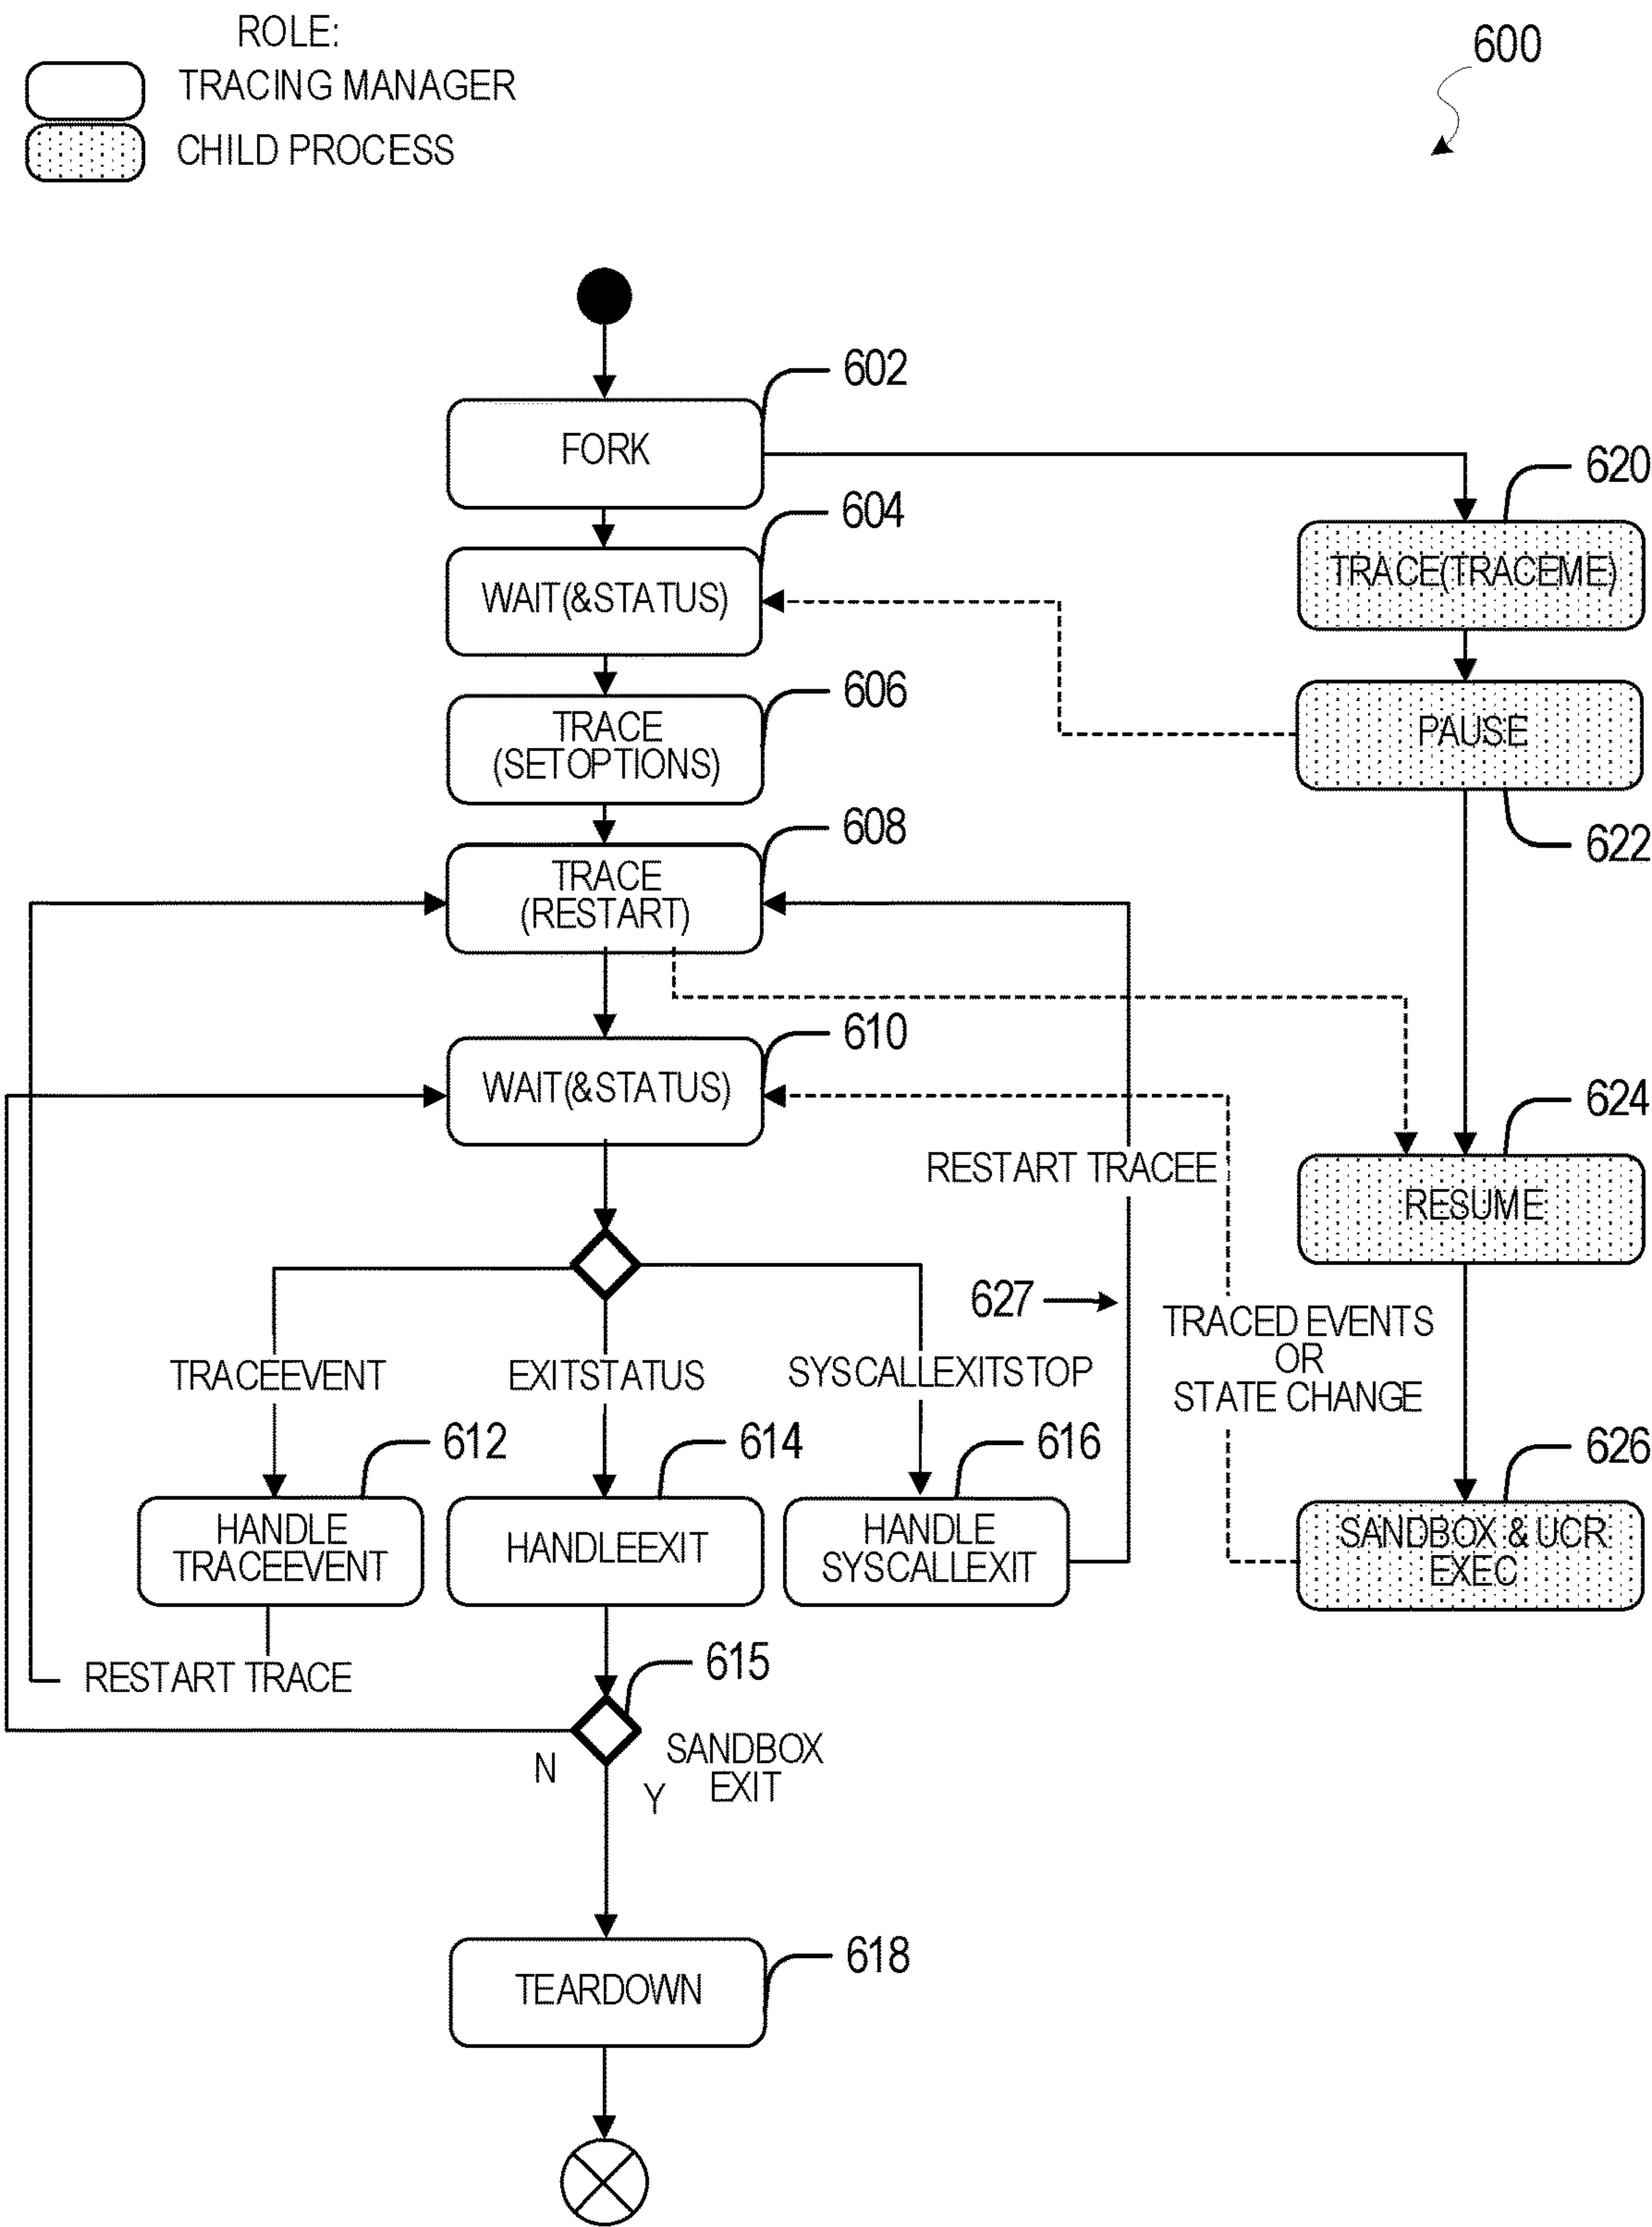 ROLE:
TRACING MANAGER
CHILD PROCESS
600
602
FORK
620
604
TRACE(TRACEME)
WAIT(&STATUS)
606
PAUSE
TRACE
(SETOPTIONS)
608
622
TRACE
(RESTART)
610
WAIT(&STATUS)
624
RESTART TRACEE
RESUME
627
TRACED EVENTS
OR
STATE CHANGE
TRACEEVENT
EXITSTATUS
SYSCALLEXITSTOP
612
614
616
626
HANDLE
TRACEEVENT
HANDLEEXIT
HANDLE
SYSCALLEXIT
SANDBOX & UCR
EXEC
RESTART TRACE
615
N
Y
SANDBOX
EXIT
618
TEARDOWN